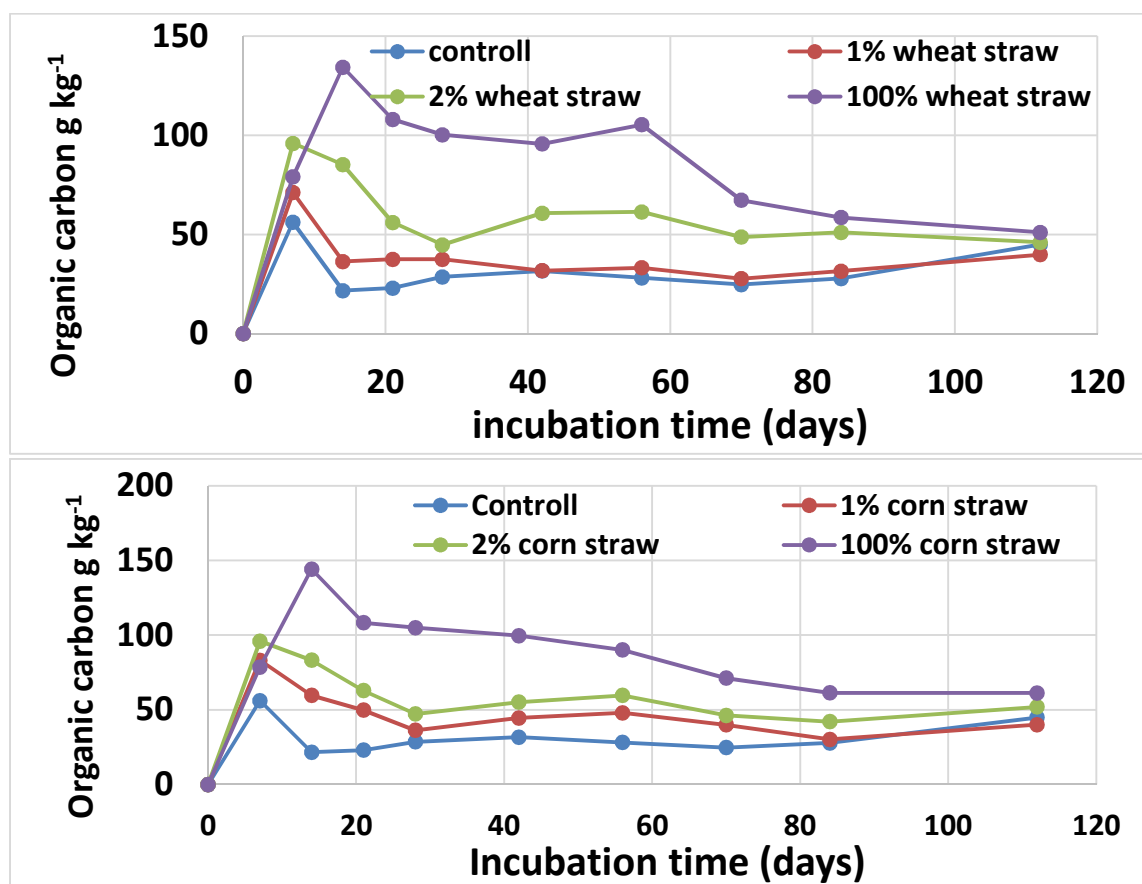 150
controll
1% wheat straw
2% wheat straw
100% wheat straw
100
50
0
Organic carbon g kg⁻¹
0 20 40 60 80 100 120
incubation time (days)
200
Controll
1% corn straw
2% corn straw
100% corn straw
150
100
50
0
Organic carbon g kg⁻¹
0 20 40 60 80 100 120
Incubation time (days)